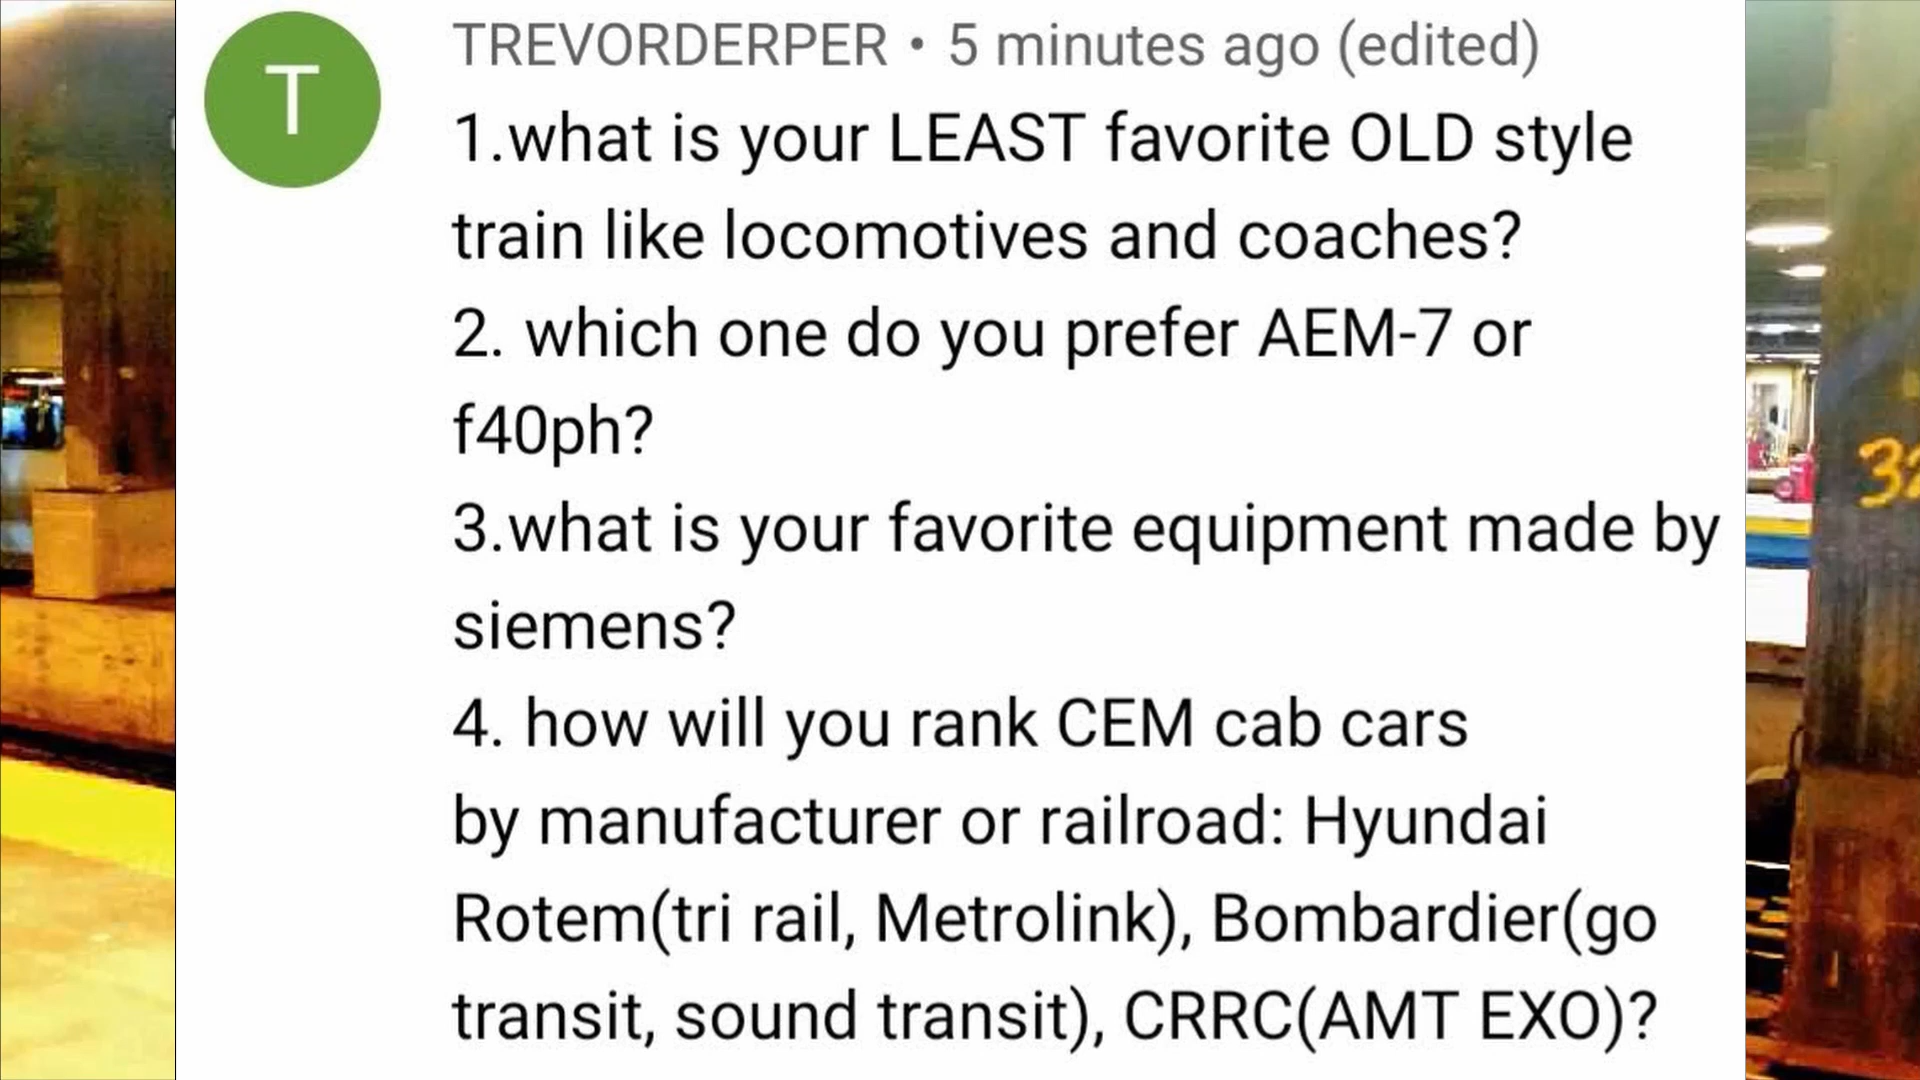 T
TREVORDERPER • 5 minutes ago (edited)
1.what is your LEAST favorite OLD style
train like locomotives and coaches?
2. which one do you prefer AEM-7 or
f40ph?
3.what is your favorite equipment made by
siemens?
4. how will you rank CEM cab cars
by manufacturer or railroad: Hyundai
Rotem(tri rail, Metrolink), Bombardier(go
transit, sound transit), CRRC(AMT EXO)?
32